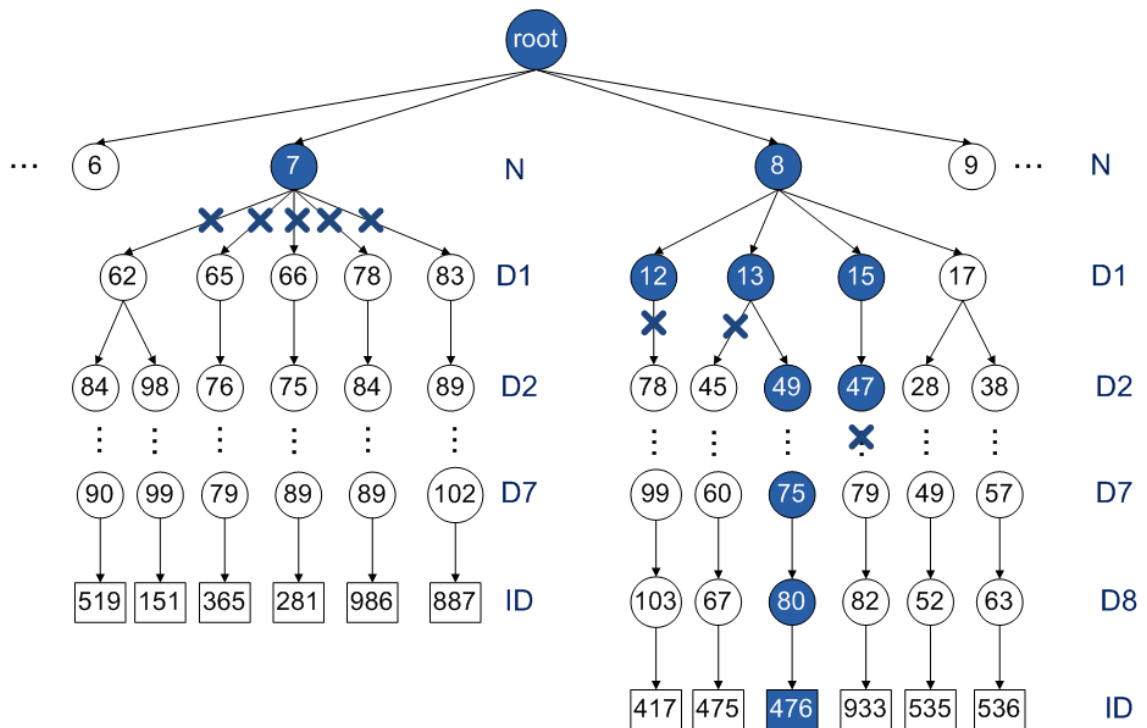 root
... 6 7 N 8 9 ... N
62 65 66 78 83 D1 12 13 15 17 D1
84 98 76 75 84 89 D2 78 45 49 47 28 38 D2
90 99 79 89 89 102 D7 99 60 75 79 49 57 D7
519 151 365 281 986 887 ID 103 67 80 82 52 63 D8
417 475 476 933 535 536 ID